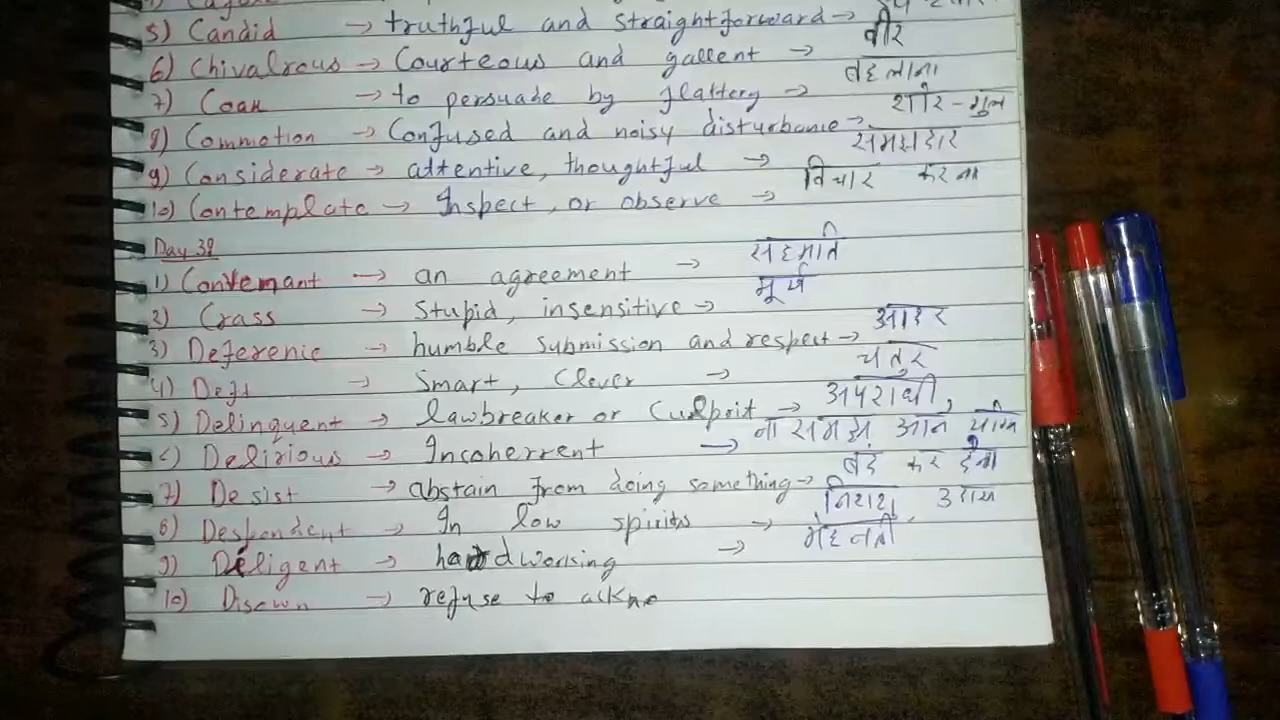 5) Candid → truthful and straightforward →
6) Chivalrous → Courteous and gallent → वीर
7) Coax → to persuade by flattery → बहलाना
8) Commotion → Confused and noisy disturbance → शोर-गुल
9) Considerate → attentive, thoughtful → समझदार
10) Contemplate → Inspect, or observe → विचार करना
Day 39
1) Convemant → an agreement → सहमति
2) Crass → Stupid, insensitive → मूर्ख
3) Deferenic → humble submission and respect → आदर
4) Deft → Smart, Clever → चतुर
5) Delinquent → lawbreaker or Culprit → अपराधी,
6) Delirious → Incoherrent → ना समझ आने योग्य
7) Desist → abstain from doing something → बंद कर देना
8) Despondent → In low spirits → निराश, उदास
9) Deligent → hardworking → मेहनती
10) Disown → refuse to ackno